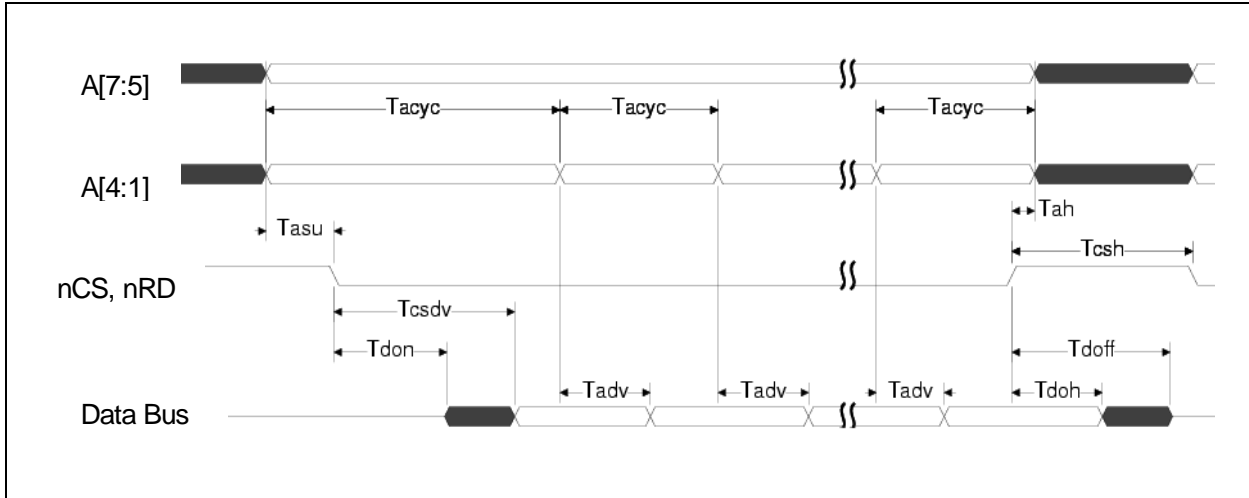 A[7:5]
Tacyc Tacyc Tacyc
A[4:1]
Tah
Tasu
Tcsh
nCS, nRD
Tcsdv
Tdon Tdoff
Tadv Tadv Tadv Tdoh
Data Bus